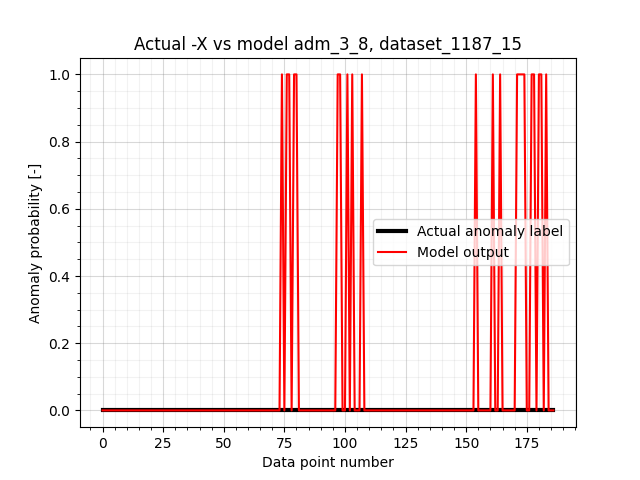 Actual -X vs model adm_3_8, dataset_1187_15
Anomaly probability [-]
1.0
0.8
0.6
0.4
0.2
0.0
Actual anomaly label
Model output
0 25 50 75 100 125 150 175
Data point number